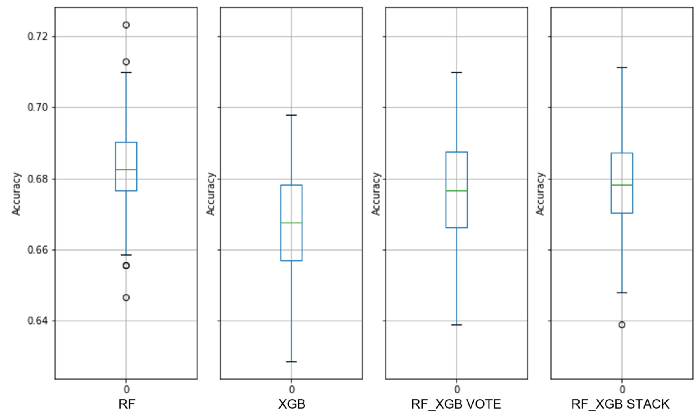 0.72
0.70
0.68
0.66
0.64
Accuracy
Accuracy
Accuracy
Accuracy
0
0
0
0
RF
XGB
RF_XGB VOTE
RF_XGB STACK